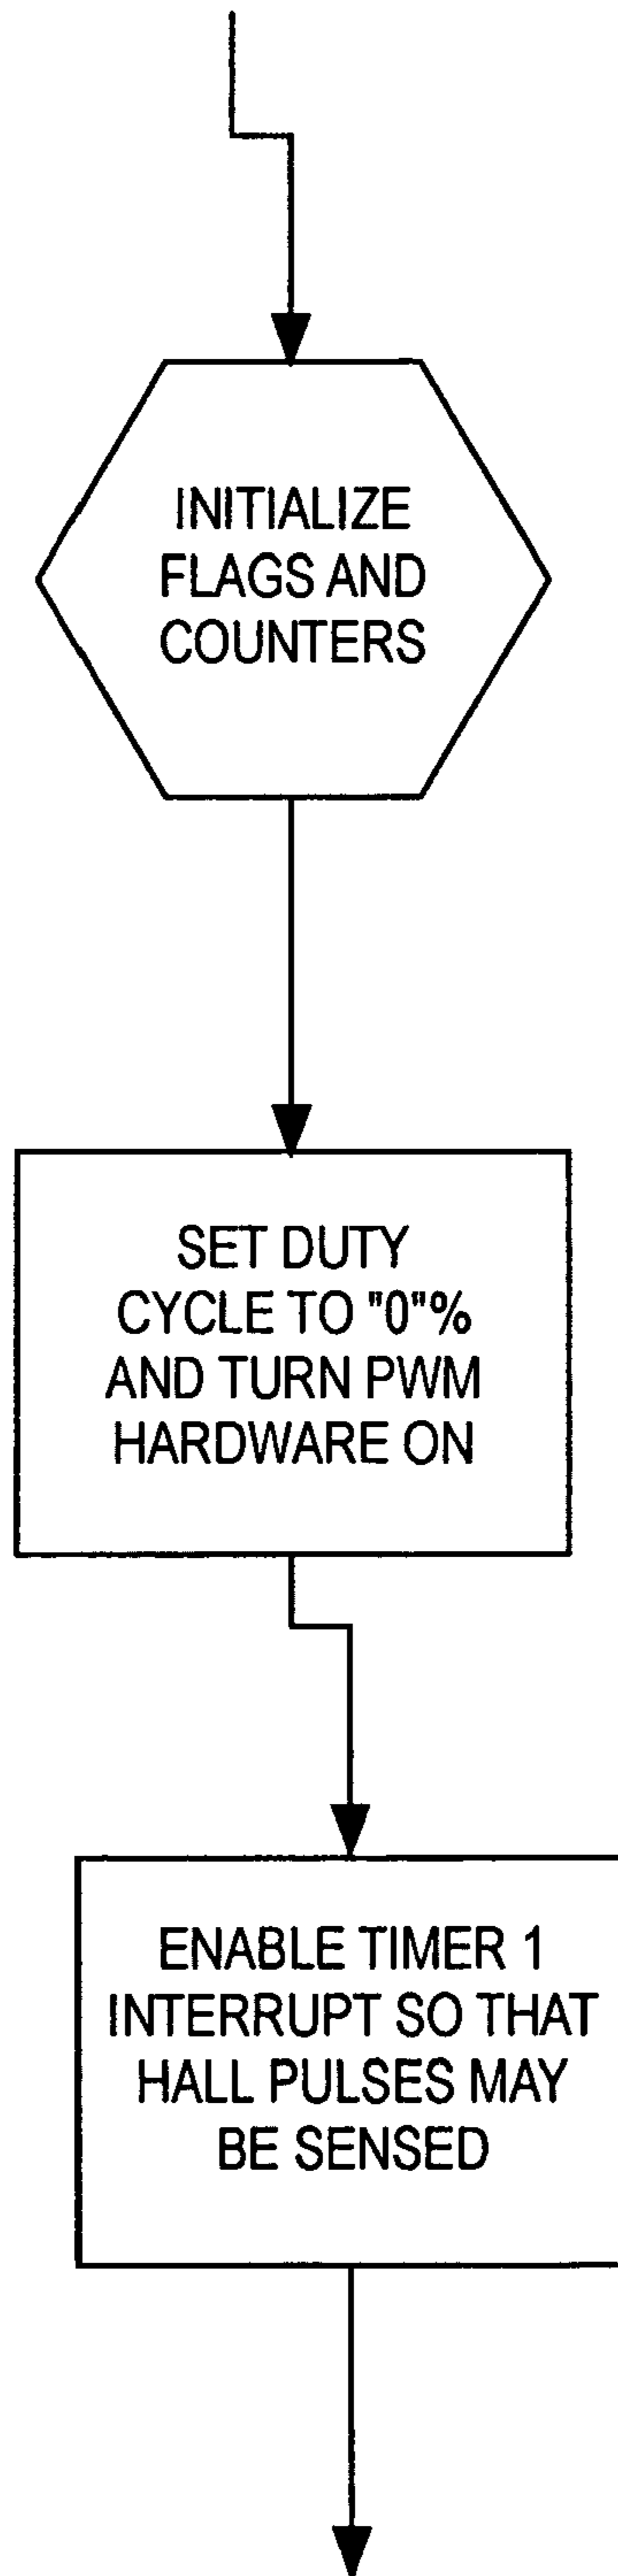 INITIALIZE
FLAGS AND
COUNTERS
SET DUTY
CYCLE TO "0"%
AND TURN PWM
HARDWARE ON
ENABLE TIMER 1
INTERRUPT SO THAT
HALL PULSES MAY
BE SENSED